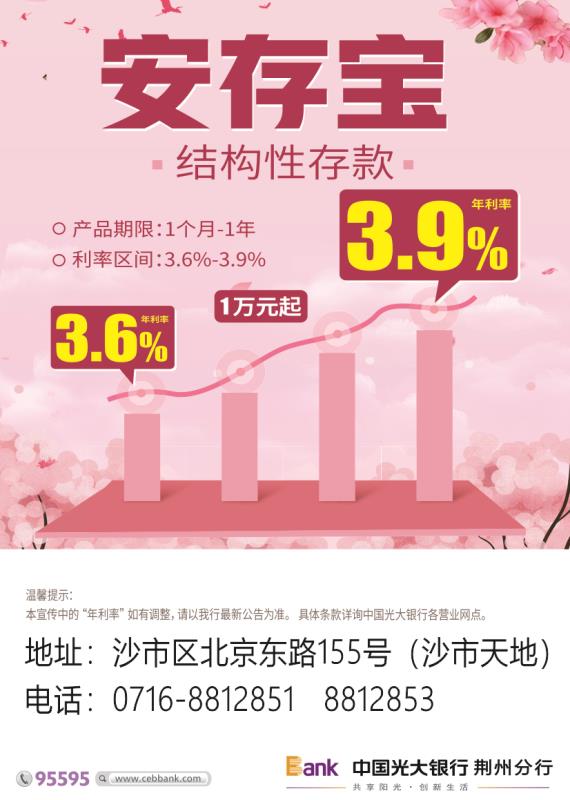 安存宝
结构性存款
产品期限:1个月-1年
利率区间:3.6%-3.9%
年利率
3.9%
1万元起
年利率
3.6%
温馨提示:
本宣传中的“年利率”如有调整,请以我行最新公告为准。具体条款详询中国光大银行各营业网点。
地址：沙市区北京东路155号（沙市天地）
电话：0716-8812851 8812853
95595 www.cebbank.com
Bank 中国光大银行 荆州分行
共享阳光·创新生活